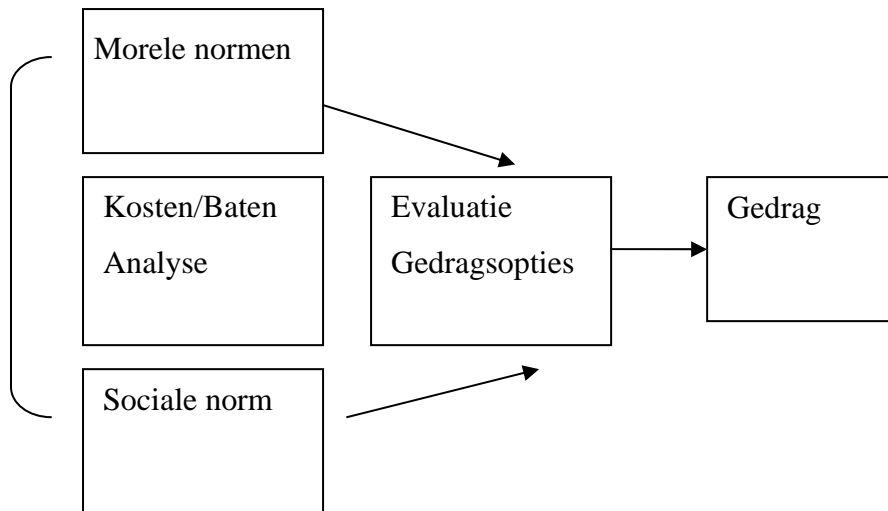 Morele normen
Kosten/Baten
Analyse
Evaluatie
Gedragsopties
Gedrag
Sociale norm